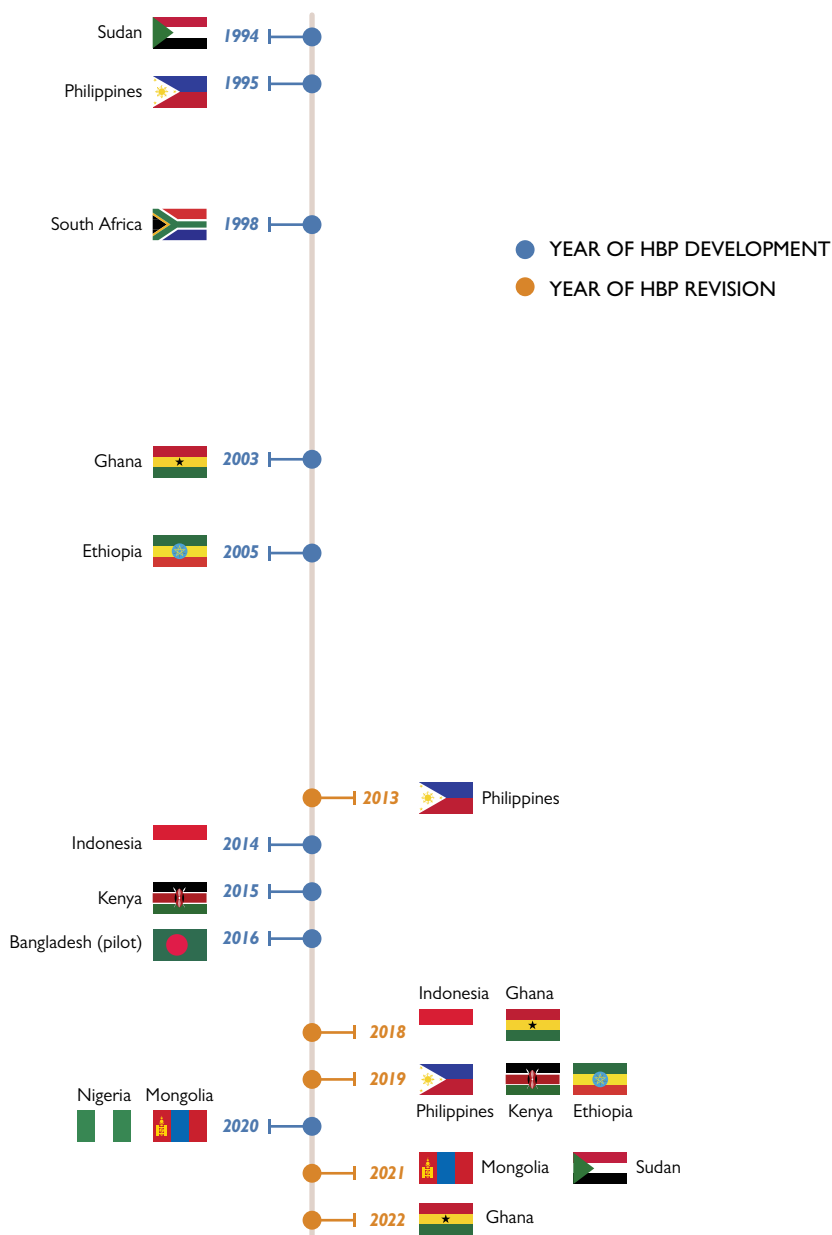 Sudan 1994
Philippines 1995
South Africa 1998
YEAR OF HBP DEVELOPMENT
YEAR OF HBP REVISION
Ghana 2003
Ethiopia 2005
2013 Philippines
Indonesia 2014
Kenya 2015
Bangladesh (pilot) 2016
Indonesia Ghana
2018
2019
Philippines Kenya Ethiopia
Nigeria Mongolia
2020
2021 Mongolia Sudan
2022 Ghana